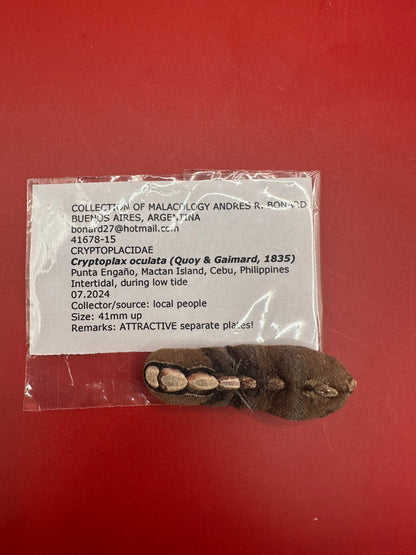 COLLECTION OF MALACOLOGY ANDRES R. BONARD
BUENOS AIRES, ARGENTINA
bonard27@hotmail.com
41678-15
CRYPTOPLACIDAE
Cryptoplax oculata (Quoy & Gaimard, 1835)
Punta Engaño, Mactan Island, Cebu, Philippines
Intertidal, during low tide
07.2024
Collector/source: local people
Size: 41mm up
Remarks: ATTRACTIVE separate plates!